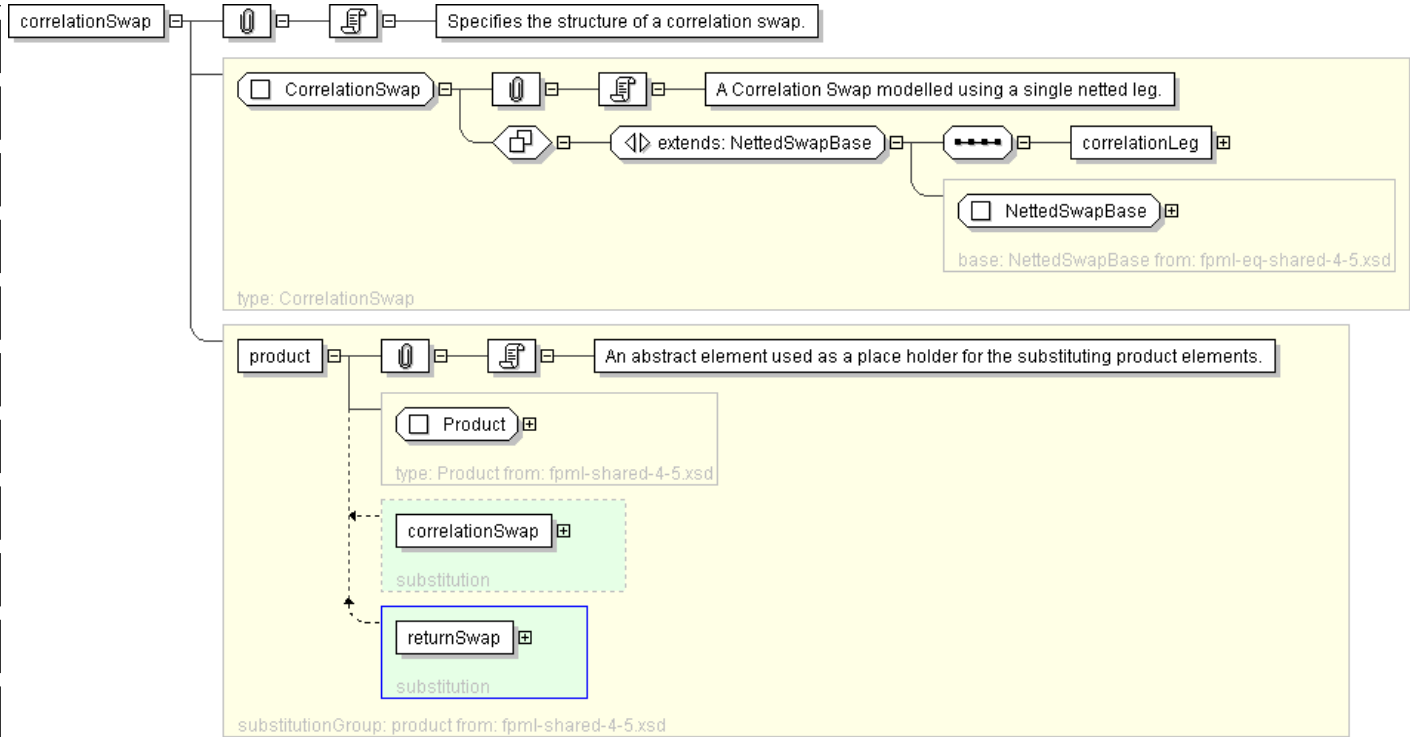 correlationSwap
Specifies the structure of a correlation swap.
CorrelationSwap
A Correlation Swap modelled using a single netted leg.
extends: NettedSwapBase
correlationLeg
NettedSwapBase
base: NettedSwapBase from: fpml-eq-shared-4-5.xsd
type: CorrelationSwap
product
An abstract element used as a place holder for the substituting product elements.
Product
type: Product from: fpml-shared-4-5.xsd
correlationSwap
substitution
returnSwap
substitution
substitutionGroup: product from: fpml-shared-4-5.xsd